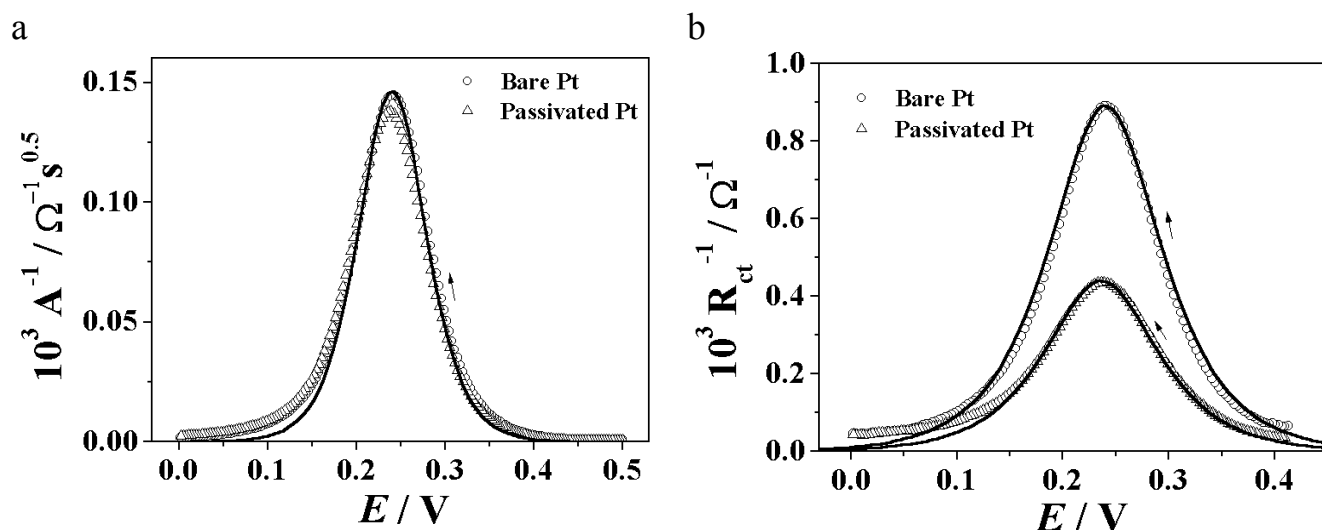 a
0.15
0.10
0.05
0.00
10³ A⁻¹ / Ω⁻¹s⁰·⁵
Bare Pt
Passivated Pt
0.0 0.1 0.2 0.3 0.4 0.5
E / V
b
1.0
0.8
0.6
0.4
0.2
0.0
10³ R_ct⁻¹ / Ω⁻¹
Bare Pt
Passivated Pt
0.0 0.1 0.2 0.3 0.4
E / V